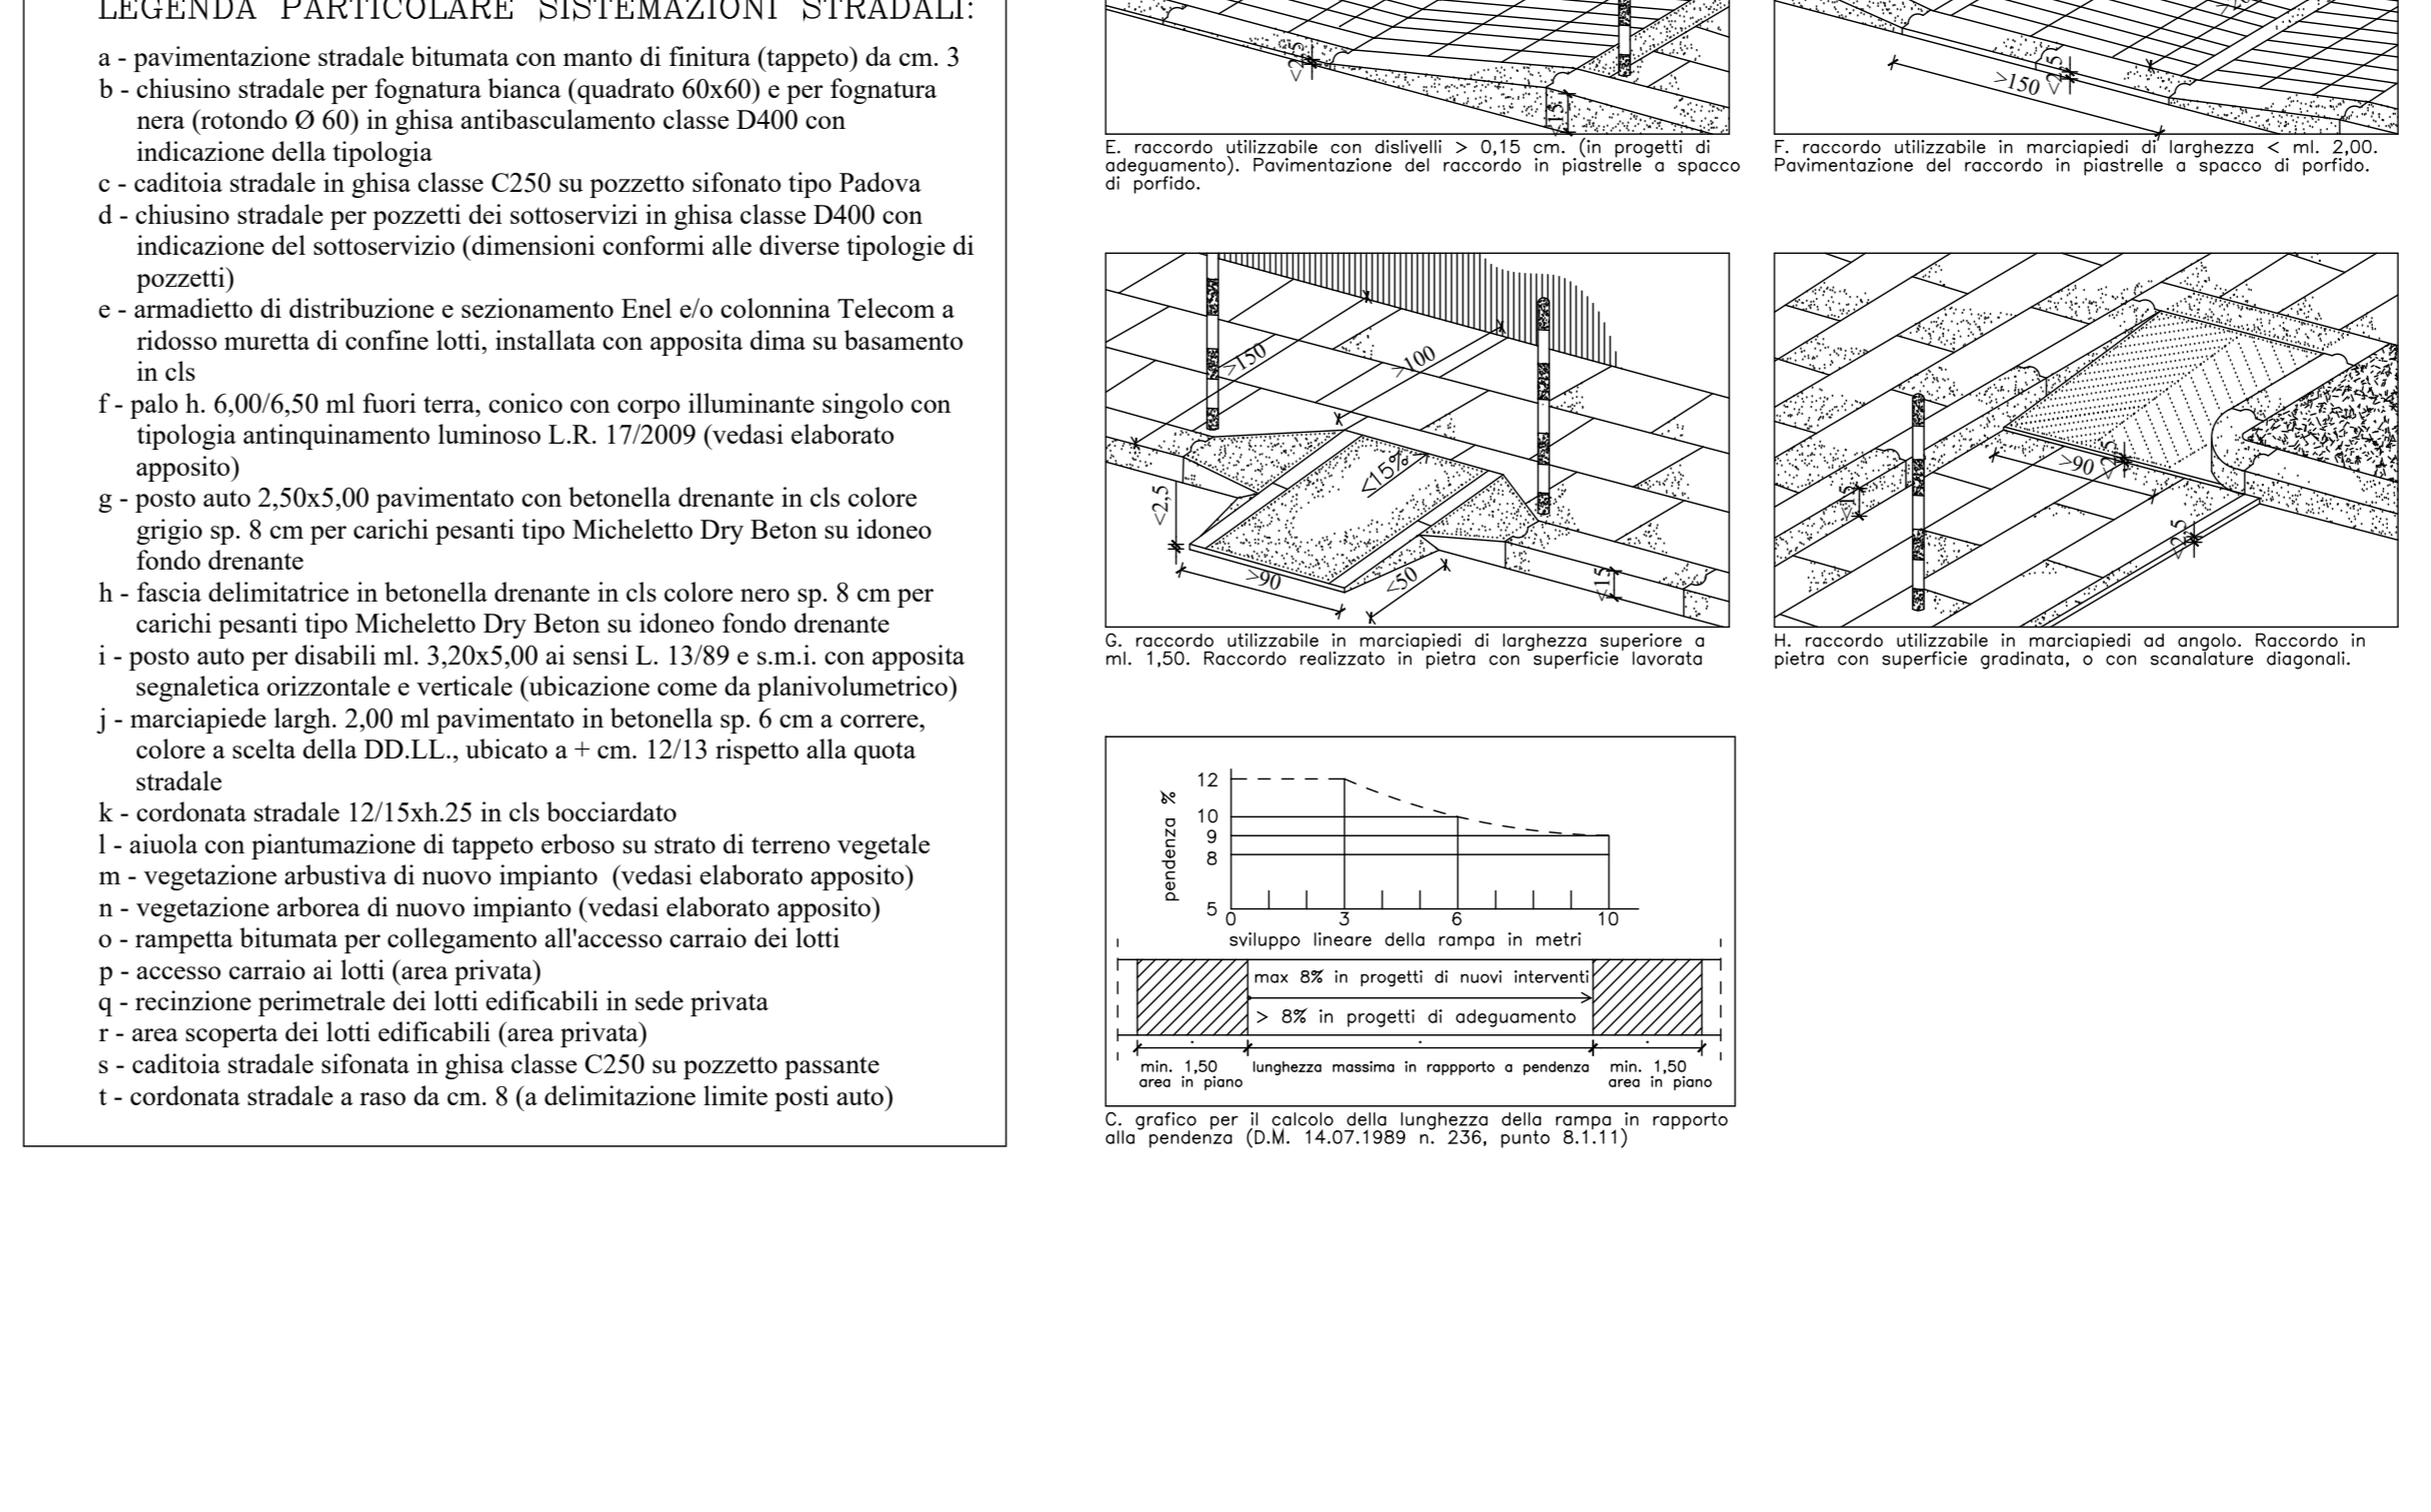 LEGENDA PARTICOLARE SISTEMAZIONI STRADALI:
a - pavimentazione stradale bitumata con manto di finitura (tappeto) da cm. 3
b - chiusino stradale per fognatura bianca (quadrato 60x60) e per fognatura
nera (rotondo Ø 60) in ghisa antibasculamento classe D400 con
indicazione della tipologia
c - caditoia stradale in ghisa classe C250 su pozzetto sifonato tipo Padova
d - chiusino stradale per pozzetti dei sottoservizi in ghisa classe D400 con
indicazione del sottoservizio (dimensioni conformi alle diverse tipologie di
pozzetti)
e - armadietto di distribuzione e sezionamento Enel e/o colonnina Telecom a
ridosso muretta di confine lotti, installata con apposita dima su basamento
in cls
f - palo h. 6,00/6,50 ml fuori terra, conico con corpo illuminante singolo con
tipologia antinquinamento luminoso L.R. 17/2009 (vedasi elaborato
apposito)
g - posto auto 2,50x5,00 pavimentato con betonella drenante in cls colore
grigio sp. 8 cm per carichi pesanti tipo Micheletto Dry Beton su idoneo
fondo drenante
h - fascia delimitatrice in betonella drenante in cls colore nero sp. 8 cm per
carichi pesanti tipo Micheletto Dry Beton su idoneo fondo drenante
i - posto auto per disabili ml. 3,20x5,00 ai sensi L. 13/89 e s.m.i. con apposita
segnaletica orizzontale e verticale (ubicazione come da planivolumetrico)
j - marciapiede largh. 2,00 ml pavimentato in betonella sp. 6 cm a correre,
colore a scelta della DD.LL., ubicato a + cm. 12/13 rispetto alla quota
stradale
k - cordonata stradale 12/15xh.25 in cls bocciardato
l - aiuola con piantumazione di tappeto erboso su strato di terreno vegetale
m - vegetazione arbustiva di nuovo impianto (vedasi elaborato apposito)
n - vegetazione arborea di nuovo impianto (vedasi elaborato apposito)
o - rampetta bitumata per collegamento all'accesso carraio dei lotti
p - accesso carraio ai lotti (area privata)
q - recinzione perimetrale dei lotti edificabili in sede privata
r - area scoperta dei lotti edificabili (area privata)
s - caditoia stradale sifonata in ghisa classe C250 su pozzetto passante
t - cordonata stradale a raso da cm. 8 (a delimitazione limite posti auto)
<2,5
<15
E. raccordo utilizzabile con dislivelli > 0,15 cm. (in progetti di
adeguamento). Pavimentazione del raccordo in piastrelle a spacco
di porfido.
>150
<2,5
F. raccordo utilizzabile in marciapiedi di larghezza < ml. 2,00.
Pavimentazione del raccordo in piastrelle a spacco di porfido.
>150
>100
<15%
<2,5
>90
<50
<15
G. raccordo utilizzabile in marciapiedi di larghezza superiore a
ml. 1,50. Raccordo realizzato in pietra con superficie lavorata
>90
<2,5
<15
<2,5
H. raccordo utilizzabile in marciapiedi ad angolo. Raccordo in
pietra con superficie gradinata, o con scanalature diagonali.
pendenza %
12
10
9
8
5
0 3 6 10
sviluppo lineare della rampa in metri
max 8% in progetti di nuovi interventi
> 8% in progetti di adeguamento
min. 1,50 lunghezza massima in rappporto a pendenza min. 1,50
area in piano area in piano
C. grafico per il calcolo della lunghezza della rampa in rapporto
alla pendenza (D.M. 14.07.1989 n. 236, punto 8.1.11)